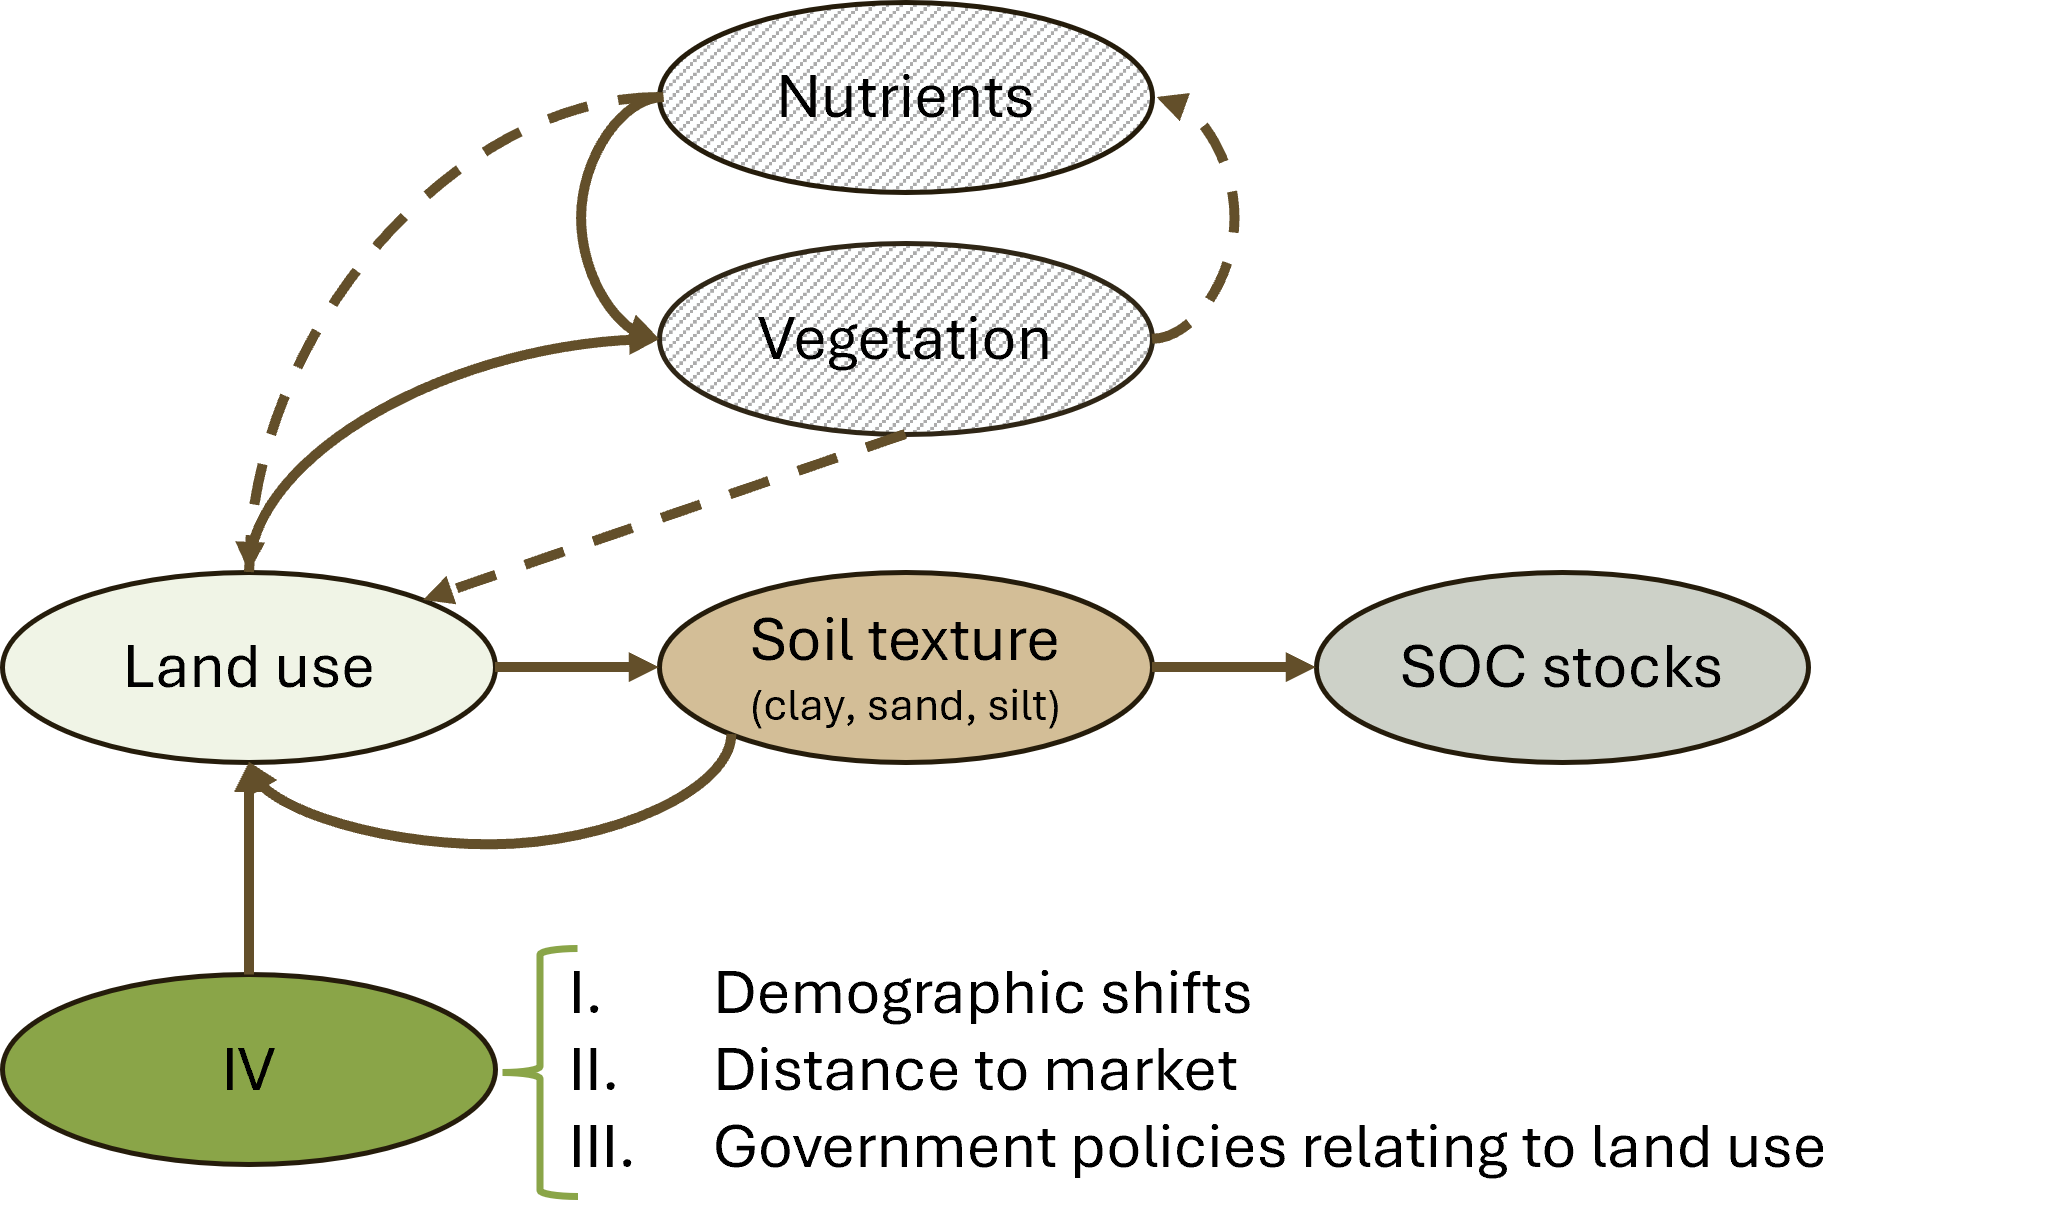 Nutrients
Vegetation
Land use
Soil texture
(clay, sand, silt)
SOC stocks
IV
I. Demographic shifts
II. Distance to market
III. Government policies relating to land use